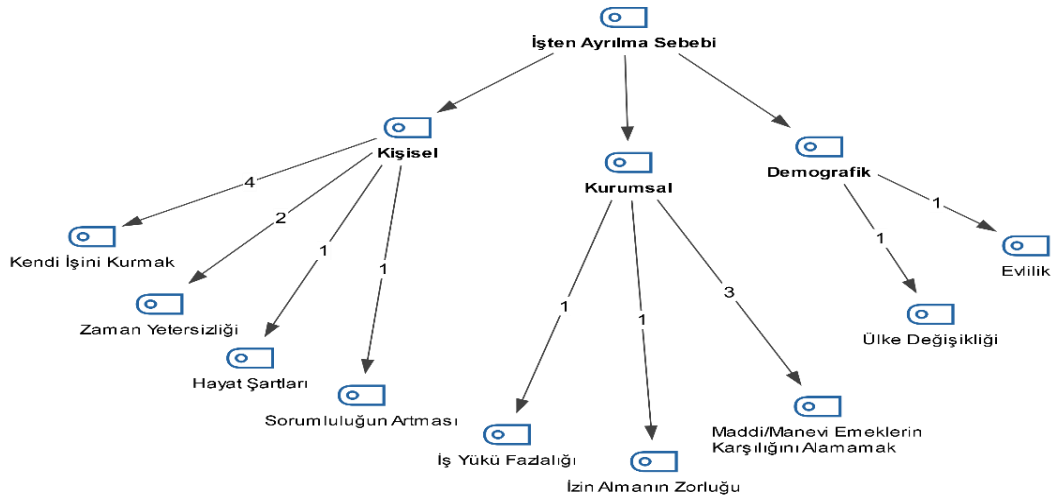 İşten Ayrılma Sebebi
Kişisel
Kurumsal
Demografik
4
2
1
1
1
1
3
1
1
Kendi İşini Kurmak
Zaman Yetersizliği
Hayat Şartları
Sorumluluğun Artması
İş Yükü Fazlalığı
İzin Almanın Zorluğu
Maddi/Manevi Emeklerin
Karşılığını Alamamak
Ülke Değişikliği
Evlilik